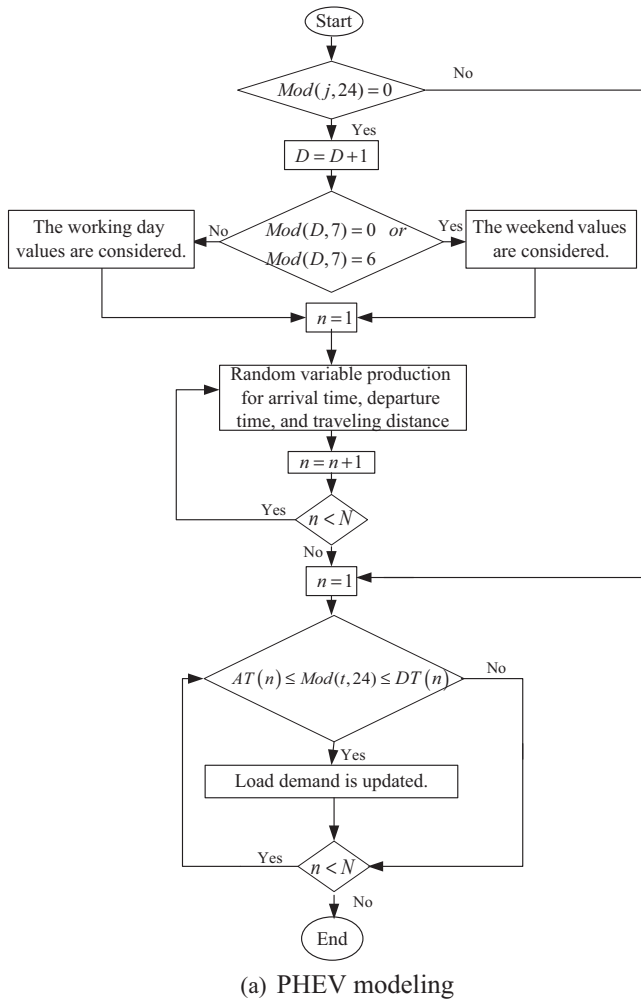 Start
Mod(j,24)=0
No
Yes
D=D+1
The working day
values are considered.
No
Mod(D,7)=0 or
Mod(D,7)=6
Yes
The weekend values
are considered.
n=1
Random variable production
for arrival time, departure
time, and traveling distance
n=n+1
Yes
n<N
No
n=1
AT(n)≤Mod(t,24)≤DT(n)
No
Yes
Load demand is updated.
Yes
n<N
No
End
(a) PHEV modeling